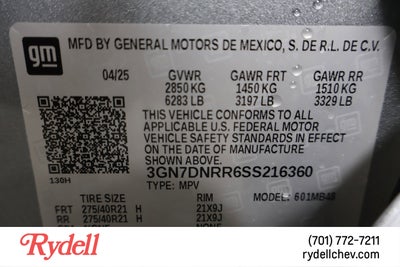 gm
MFD BY GENERAL MOTORS DE MEXICO, S. DE R.L. DE C.V.
04/25 GVWR GAWR FRT GAWR RR
2850 KG 1450 KG 1510 KG
6283 LB 3197 LB 3329 LB
THIS VEHICLE CONFORMS TO ALL
APPLICABLE U.S. FEDERAL MOTOR
VEHICLE SAFETY STANDARDS IN EFFECT
ON THE DATE OF MANUFACTURE
SHOWN ABOVE.
3GN7DNRR6SS216360
130H TYPE: MPV MODEL: 601MB48
TIRE SIZE RIM
FRT 275/40R21 H 21X9J
RR 275/40R21 H 21X9J
Rydell
(701) 772-7211
rydellchev.com